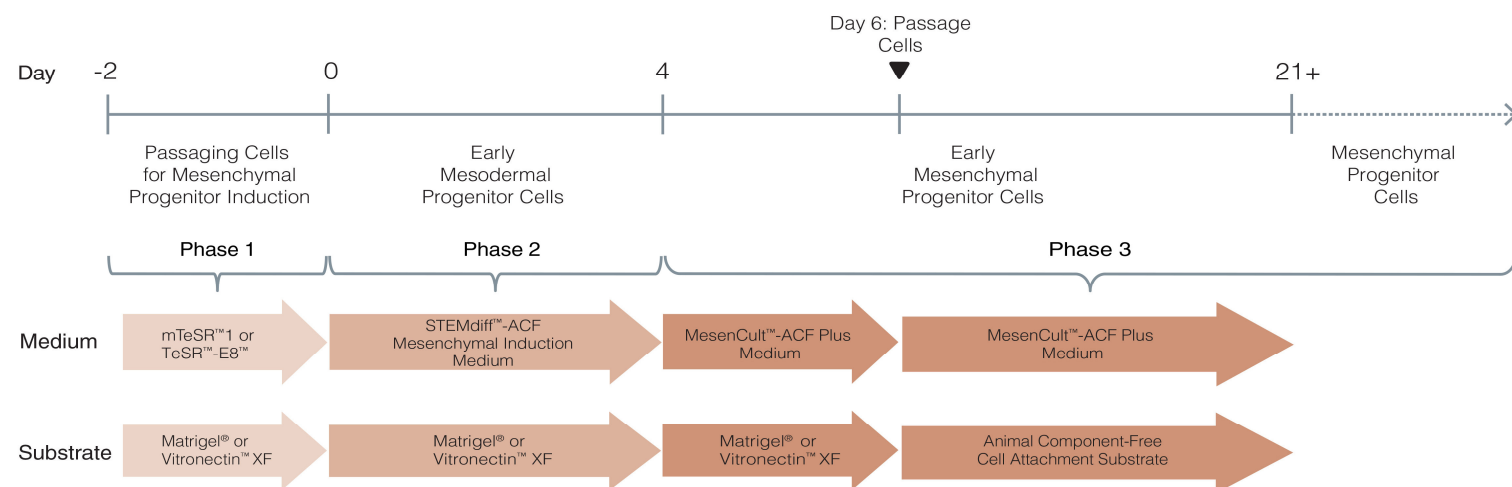 Day 6: Passage
Cells
Day -2 0 4 21+
Passaging Cells
for Mesenchymal
Progenitor Induction
Early
Mesodermal
Progenitor Cells
Early
Mesenchymal
Progenitor Cells
Mesenchymal
Progenitor
Cells
Phase 1 Phase 2 Phase 3
Medium
mTeSR™1 or
TeSR™-E8™
STEMdiff™-ACF
Mesenchymal Induction
Medium
MesenCult™-ACF Plus
Medium
MesenCult™-ACF Plus
Medium
Substrate
Matrigel® or
Vitronectin™ XF
Matrigel® or
Vitronectin™ XF
Matrigel® or
Vitronectin™ XF
Animal Component-Free
Cell Attachment Substrate